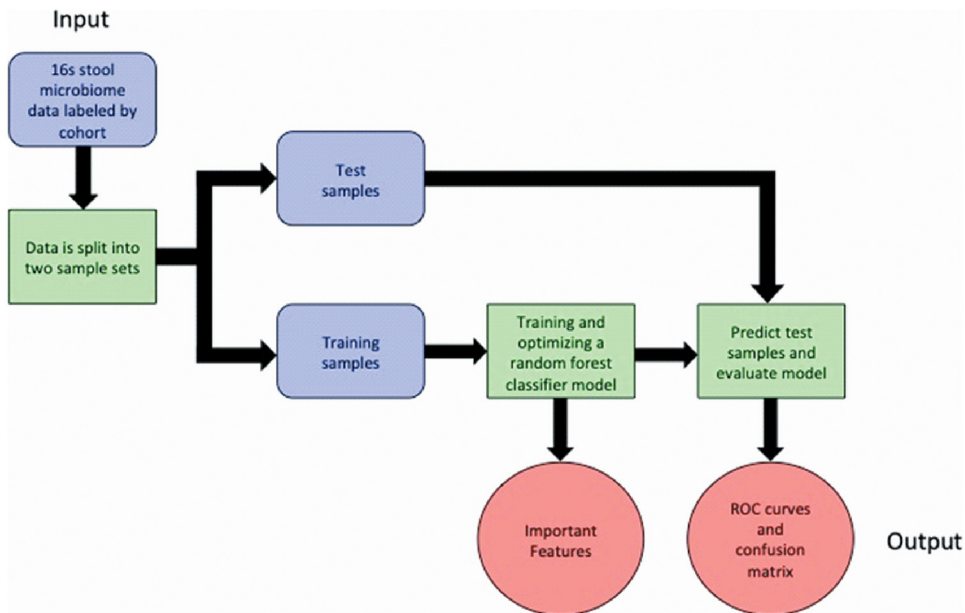 Input
16s stool
microbiome
data labeled by
cohort
Data is split into
two sample sets
Test
samples
Training
samples
Training and
optimizing a
random forest
classifier model
Predict test
samples and
evaluate model
Important
Features
ROC curves
and
confusion
matrix
Output